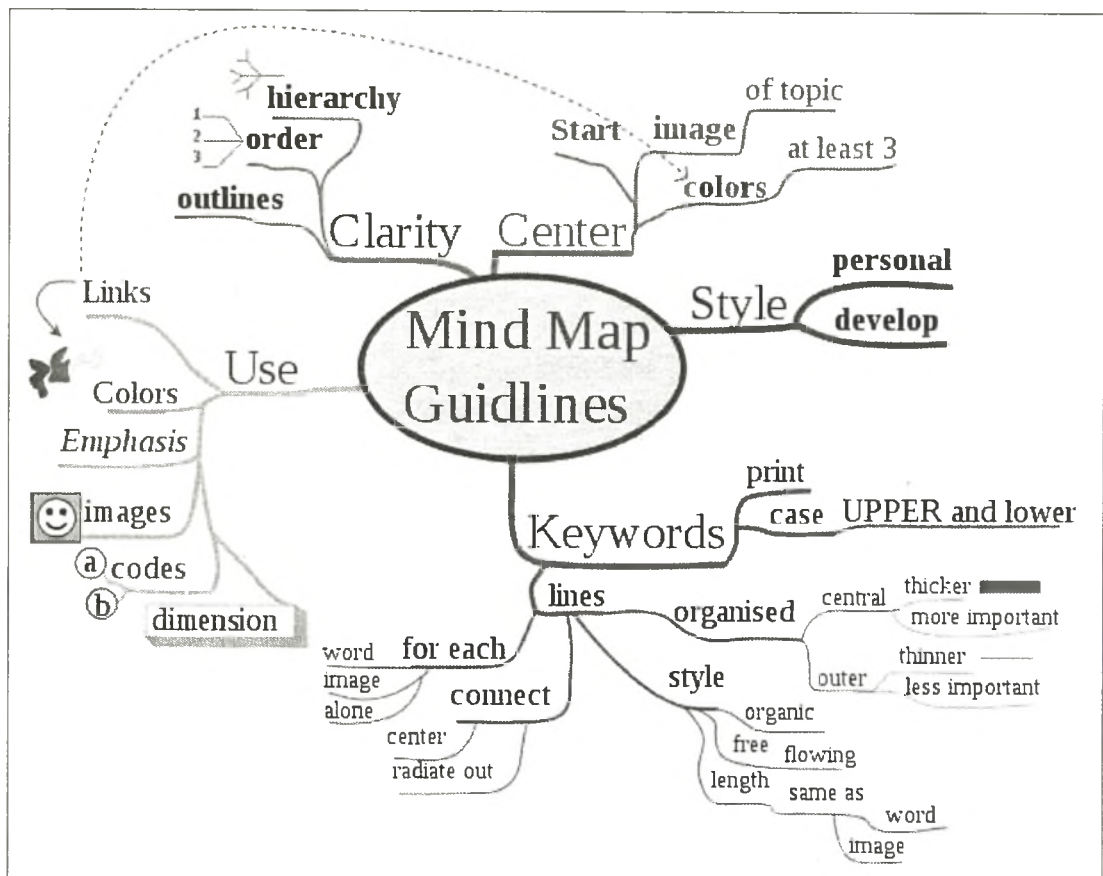 Mind Map
Guidlines
Clarity
hierarchy
order
1
2
3
outlines
Center
Start
image
of topic
colors
at least 3
Style
personal
develop
Use
Links
Colors
Emphasis
images
a
b
codes
dimension
Keywords
print
case
UPPER and lower
lines
organised
central
thicker
more important
outer
thinner
less important
style
organic
free
flowing
length
same as
word
image
connect
center
radiate out
for each
word
image
alone